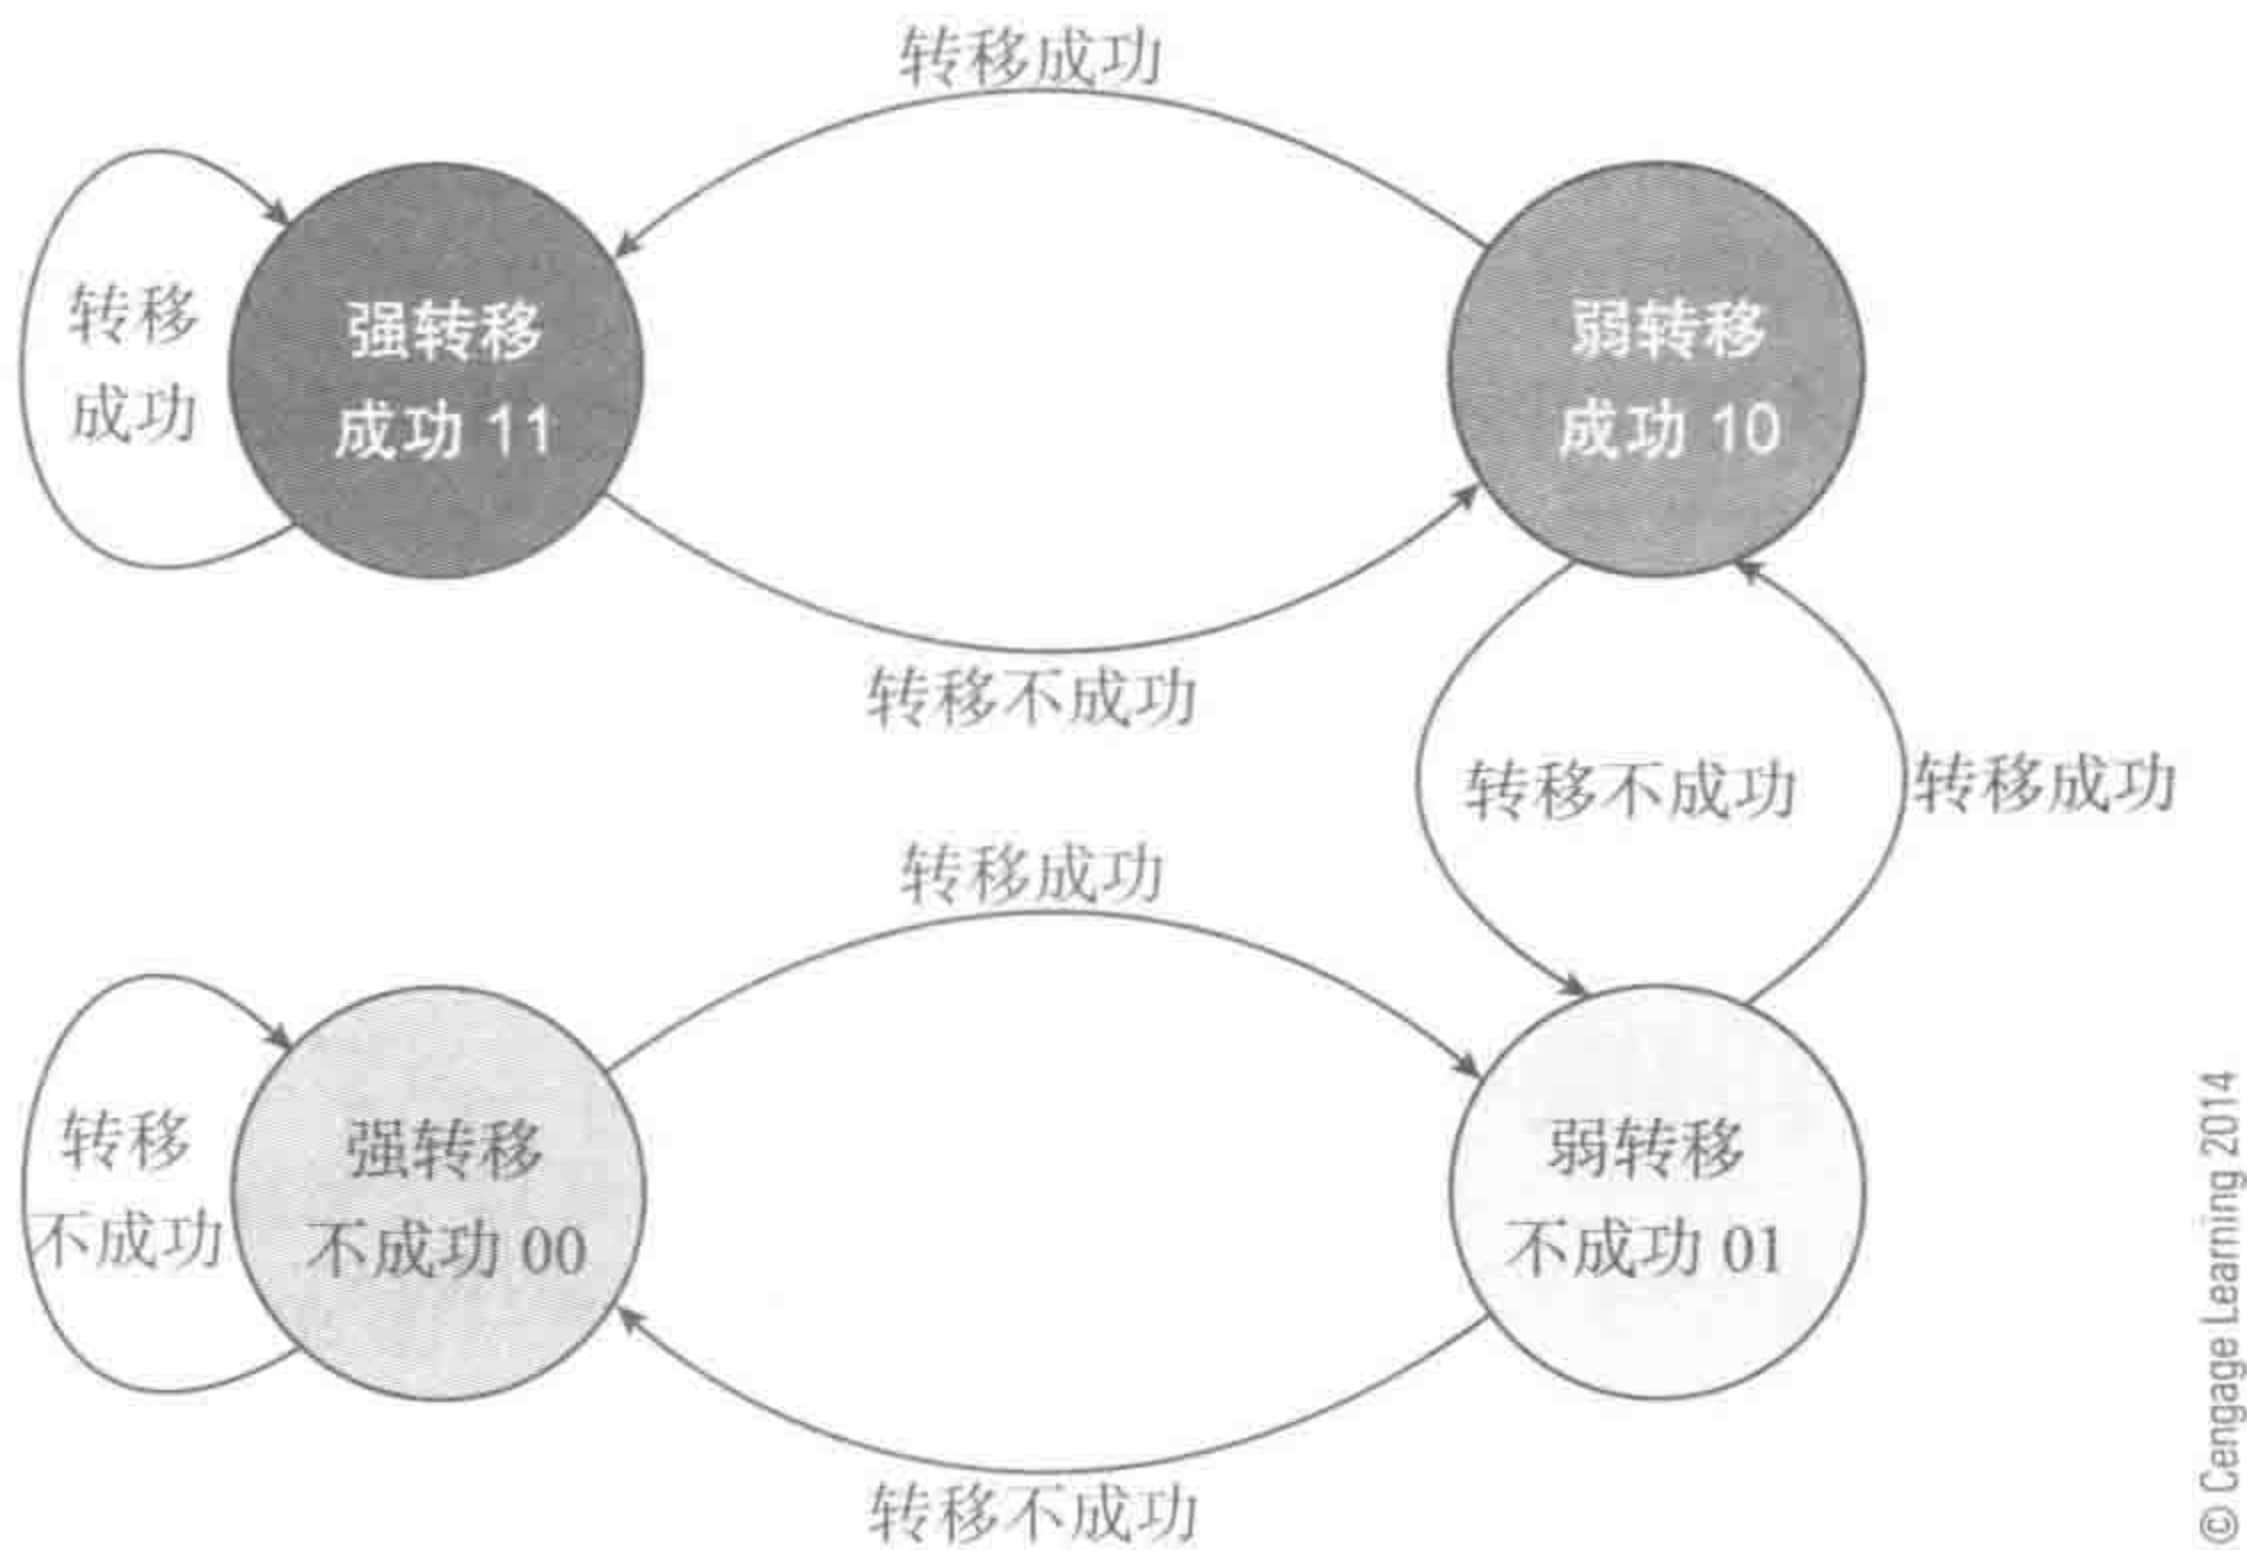 转移成功
转移
成功
强转移
成功 11
弱转移
成功 10
转移不成功
转移不成功
转移成功
转移成功
转移
不成功
强转移
不成功 00
弱转移
不成功 01
转移不成功
© Cengage Learning 2014